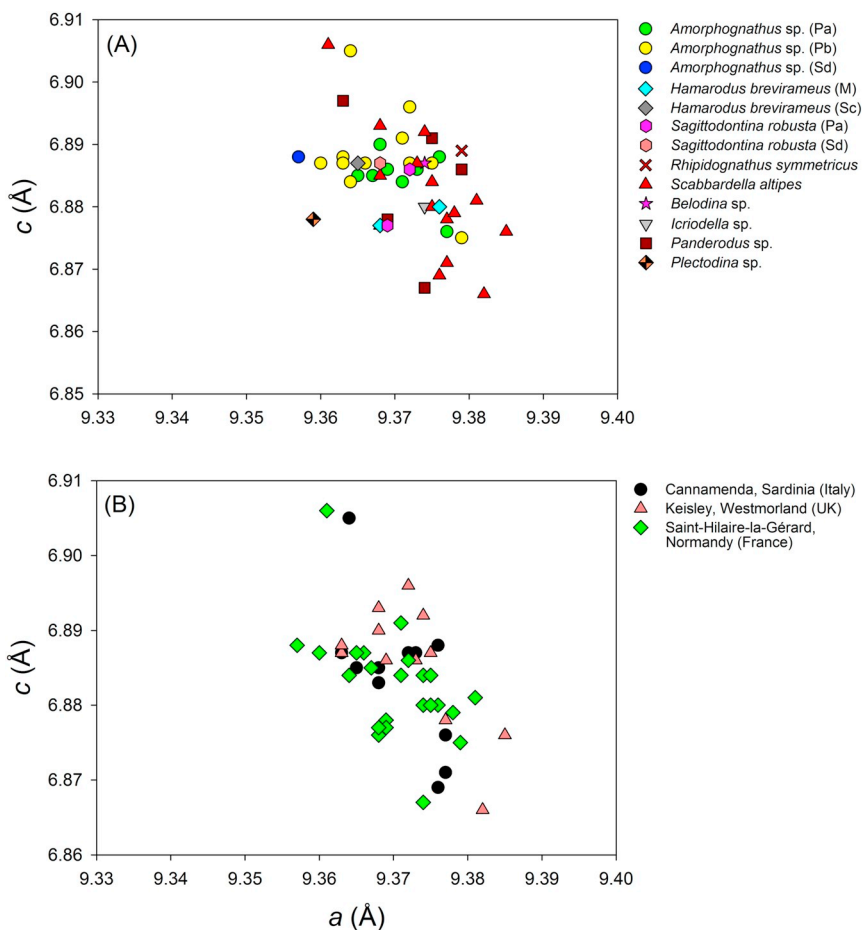 (A)
6.91
6.90
6.89
6.88
6.87
6.86
6.85
c (Å)
9.33 9.34 9.35 9.36 9.37 9.38 9.39 9.40
Amorphognathus sp. (Pa)
Amorphognathus sp. (Pb)
Amorphognathus sp. (Sd)
Hamarodus brevirameus (M)
Hamarodus brevirameus (Sc)
Sagittodontina robusta (Pa)
Sagittodontina robusta (Sd)
Rhipidognathus symmetricus
Scabbardella altipes
Belodina sp.
Icriodella sp.
Panderodus sp.
Plectodina sp.
(B)
6.91
6.90
6.89
6.88
6.87
6.86
c (Å)
9.33 9.34 9.35 9.36 9.37 9.38 9.39 9.40
a (Å)
Cannamenda, Sardinia (Italy)
Keisley, Westmorland (UK)
Saint-Hilaire-la-Gérard,
Normandy (France)